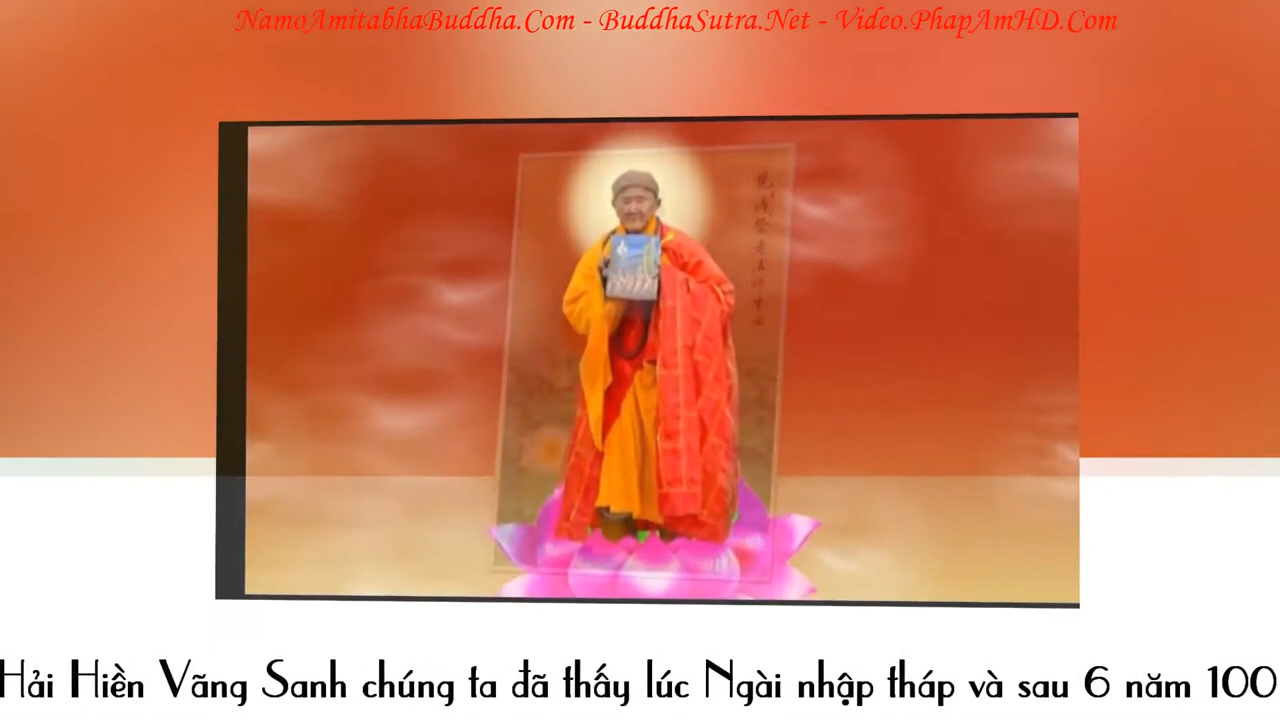 NamoAmitabhaBuddha.Com - BuddhaSutra.Net - Video.PhapAmHD.Com
Hải Hiền Vãng Sanh chúng ta đã thấy lúc Ngài nhập tháp và sau 6 năm 100